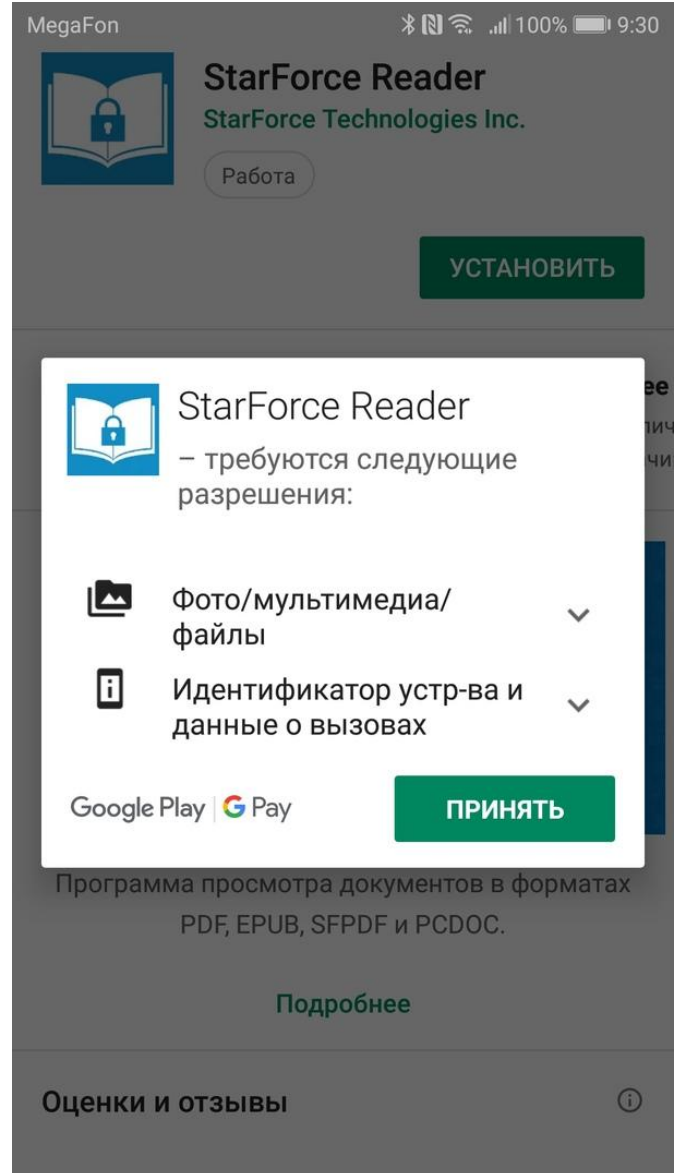 MegaFon 100% 9:30
StarForce Reader
StarForce Technologies Inc.
Работа
УСТАНОВИТЬ
StarForce Reader
– требуются следующие
разрешения:
Фото/мультимедиа/
файлы
Идентификатор устр-ва и
данные о вызовах
Google Play | G Pay
ПРИНЯТЬ
Программа просмотра документов в форматах
PDF, EPUB, SFPDF и PCDOC.
Подробнее
Оценки и отзывы